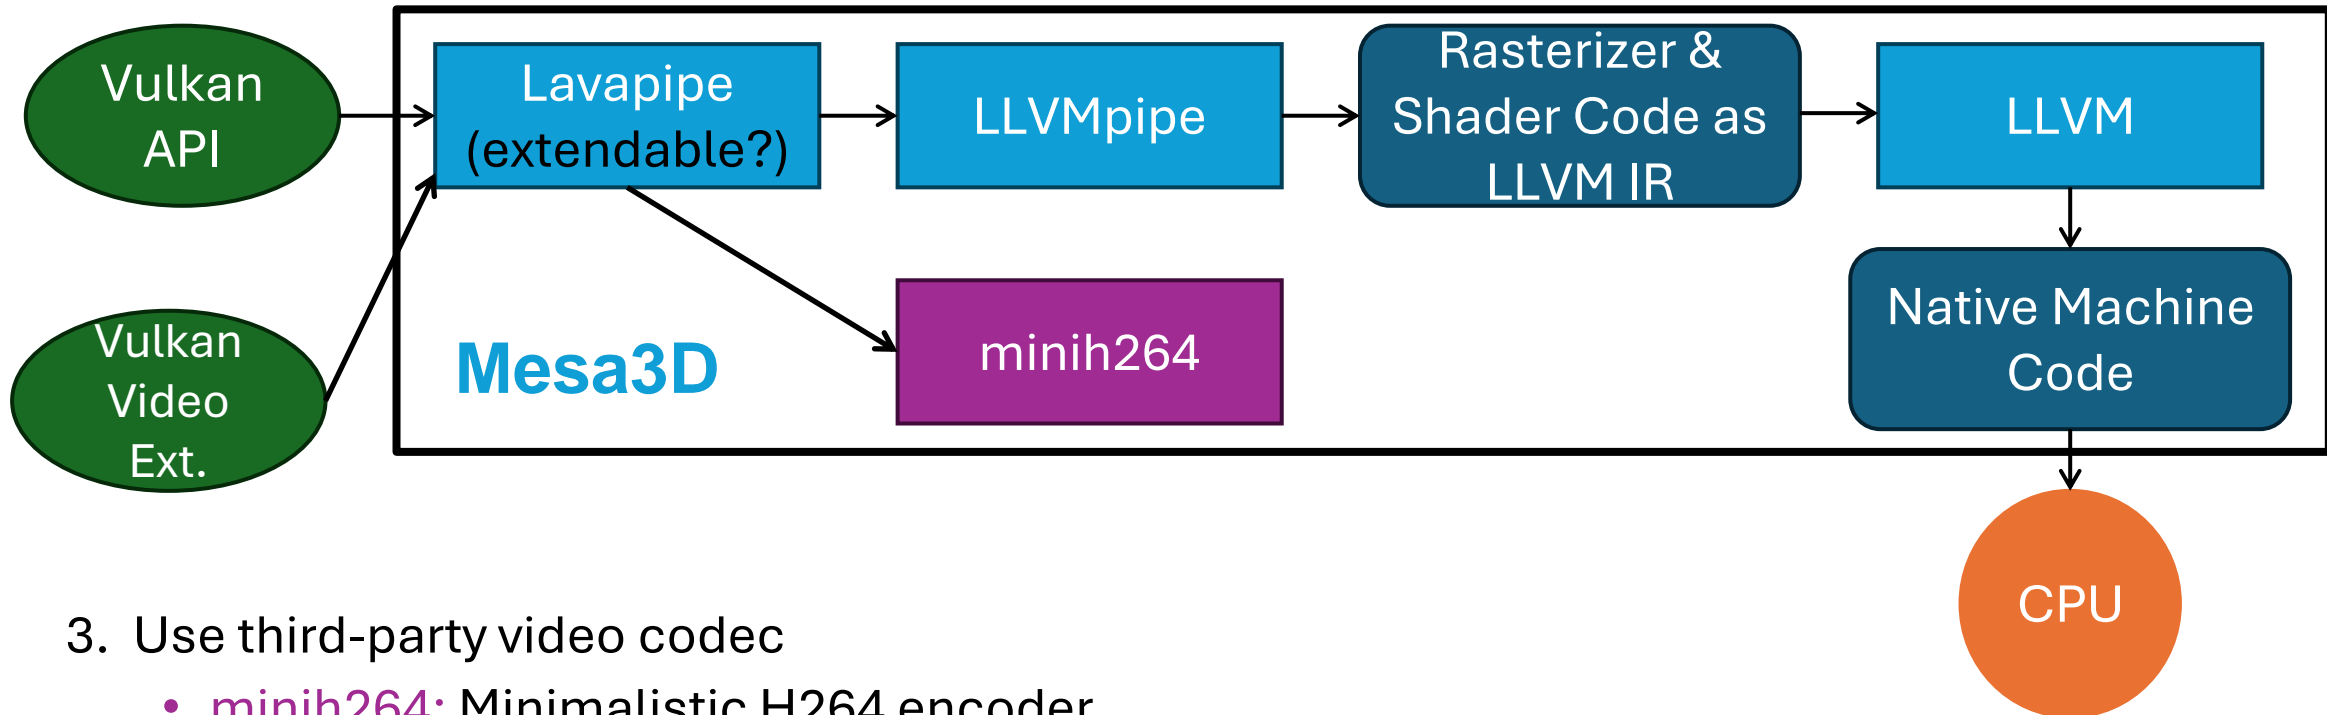 Vulkan
API
Lavapipe
(extendable?)
LLVMpipe
Rasterizer &
Shader Code as
LLVM IR
LLVM
Vulkan
Video
Ext.
Mesa3D
minih264
Native Machine
Code
CPU
3. Use third-party video codec
• minih264: Minimalistic H264 encoder